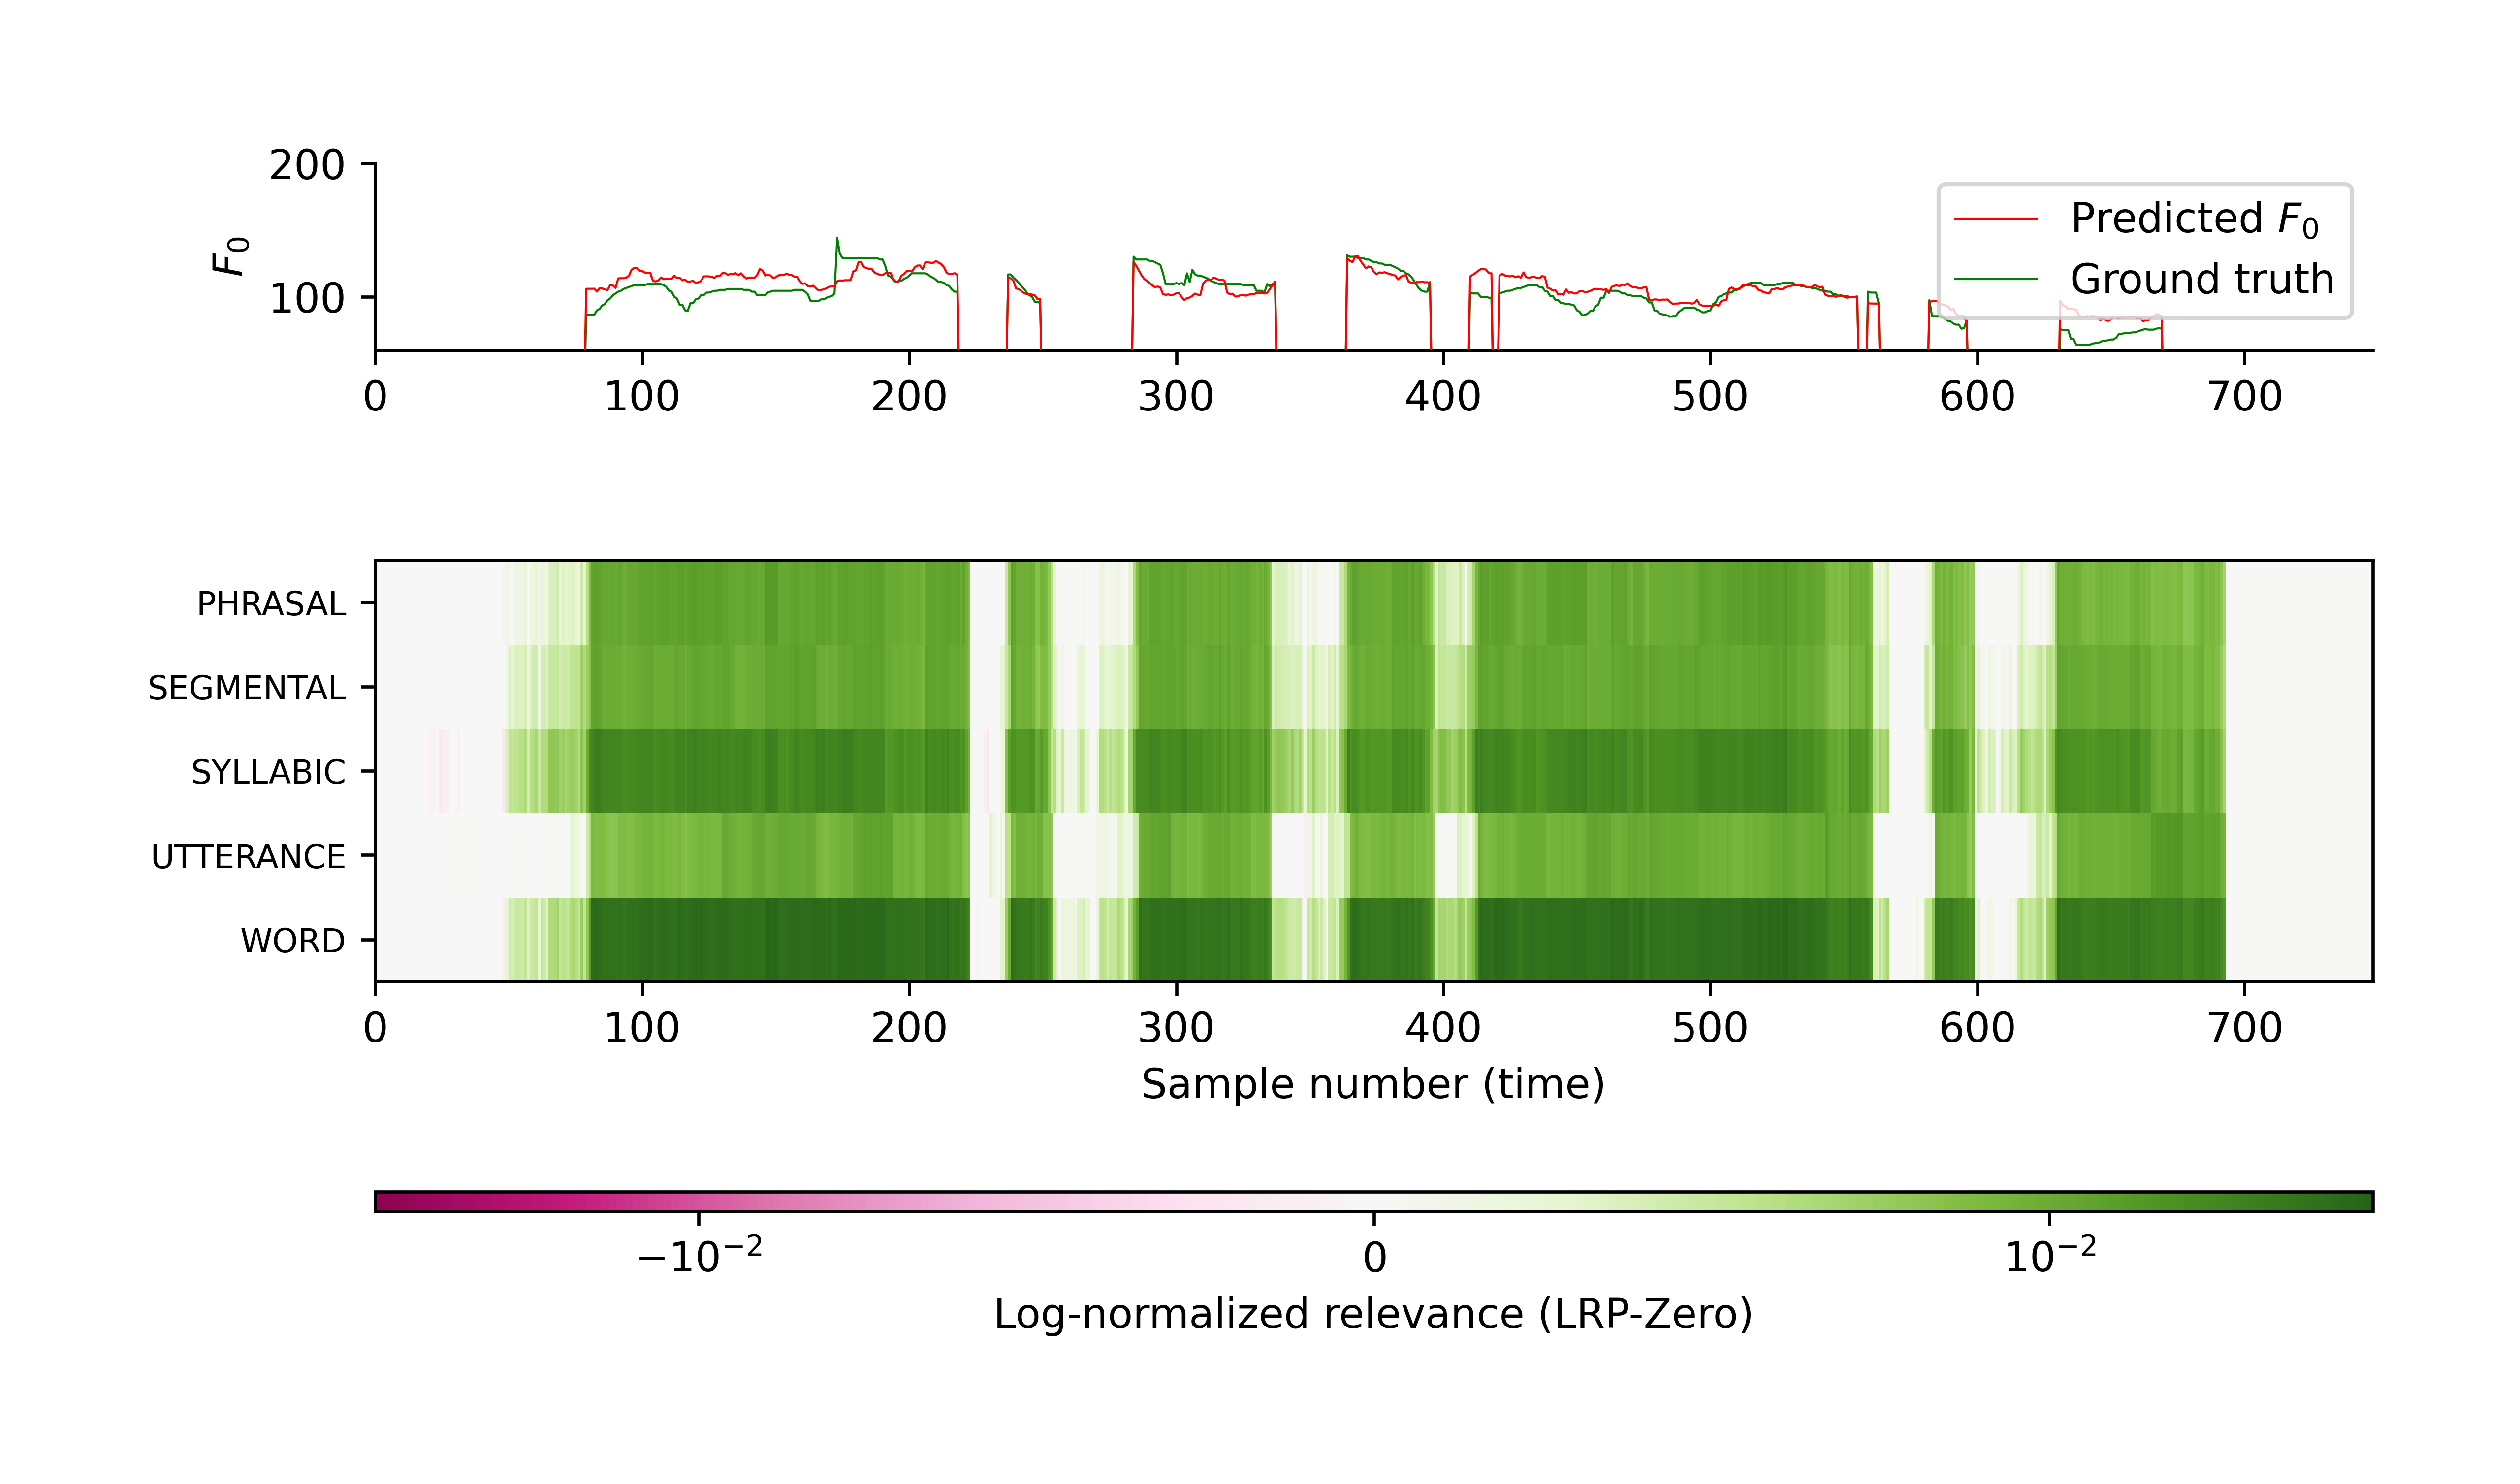 200
100
F₀
Predicted F₀
Ground truth
0 100 200 300 400 500 600 700
PHRASAL
SEGMENTAL
SYLLABIC
UTTERANCE
WORD
0 100 200 300 400 500 600 700
Sample number (time)
−10⁻² 0 10⁻²
Log-normalized relevance (LRP-Zero)